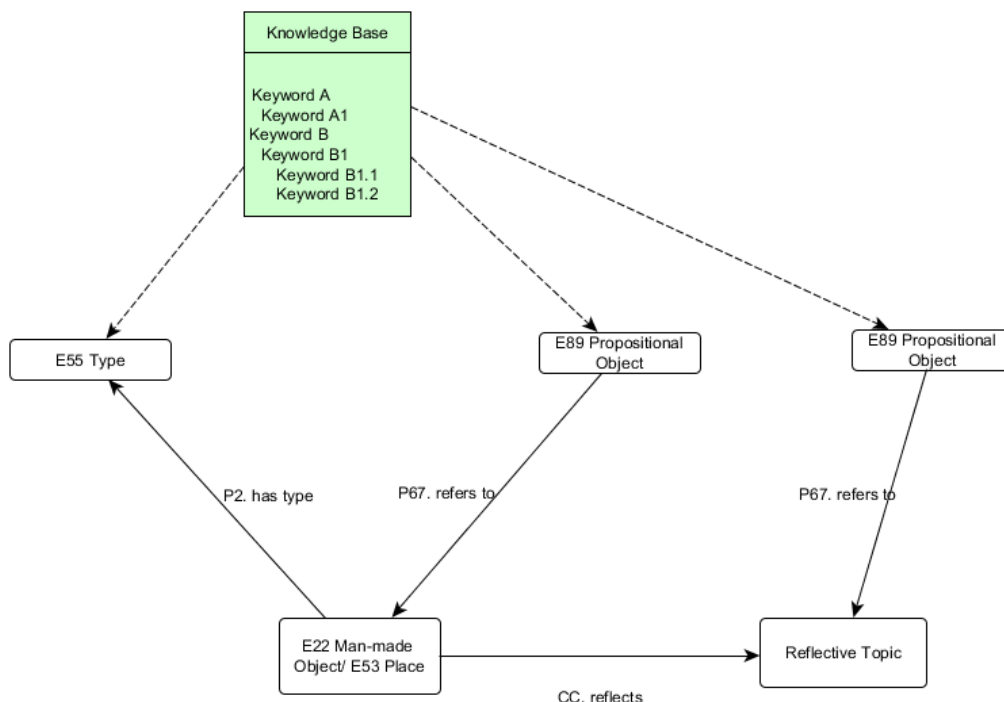 Knowledge Base
Keyword A
Keyword A1
Keyword B
Keyword B1
Keyword B1.1
Keyword B1.2
E55 Type
E89 Propositional
Object
E89 Propositional
Object
P2. has type
P67. refers to
P67. refers to
E22 Man-made
Object/ E53 Place
Reflective Topic
CC. reflects